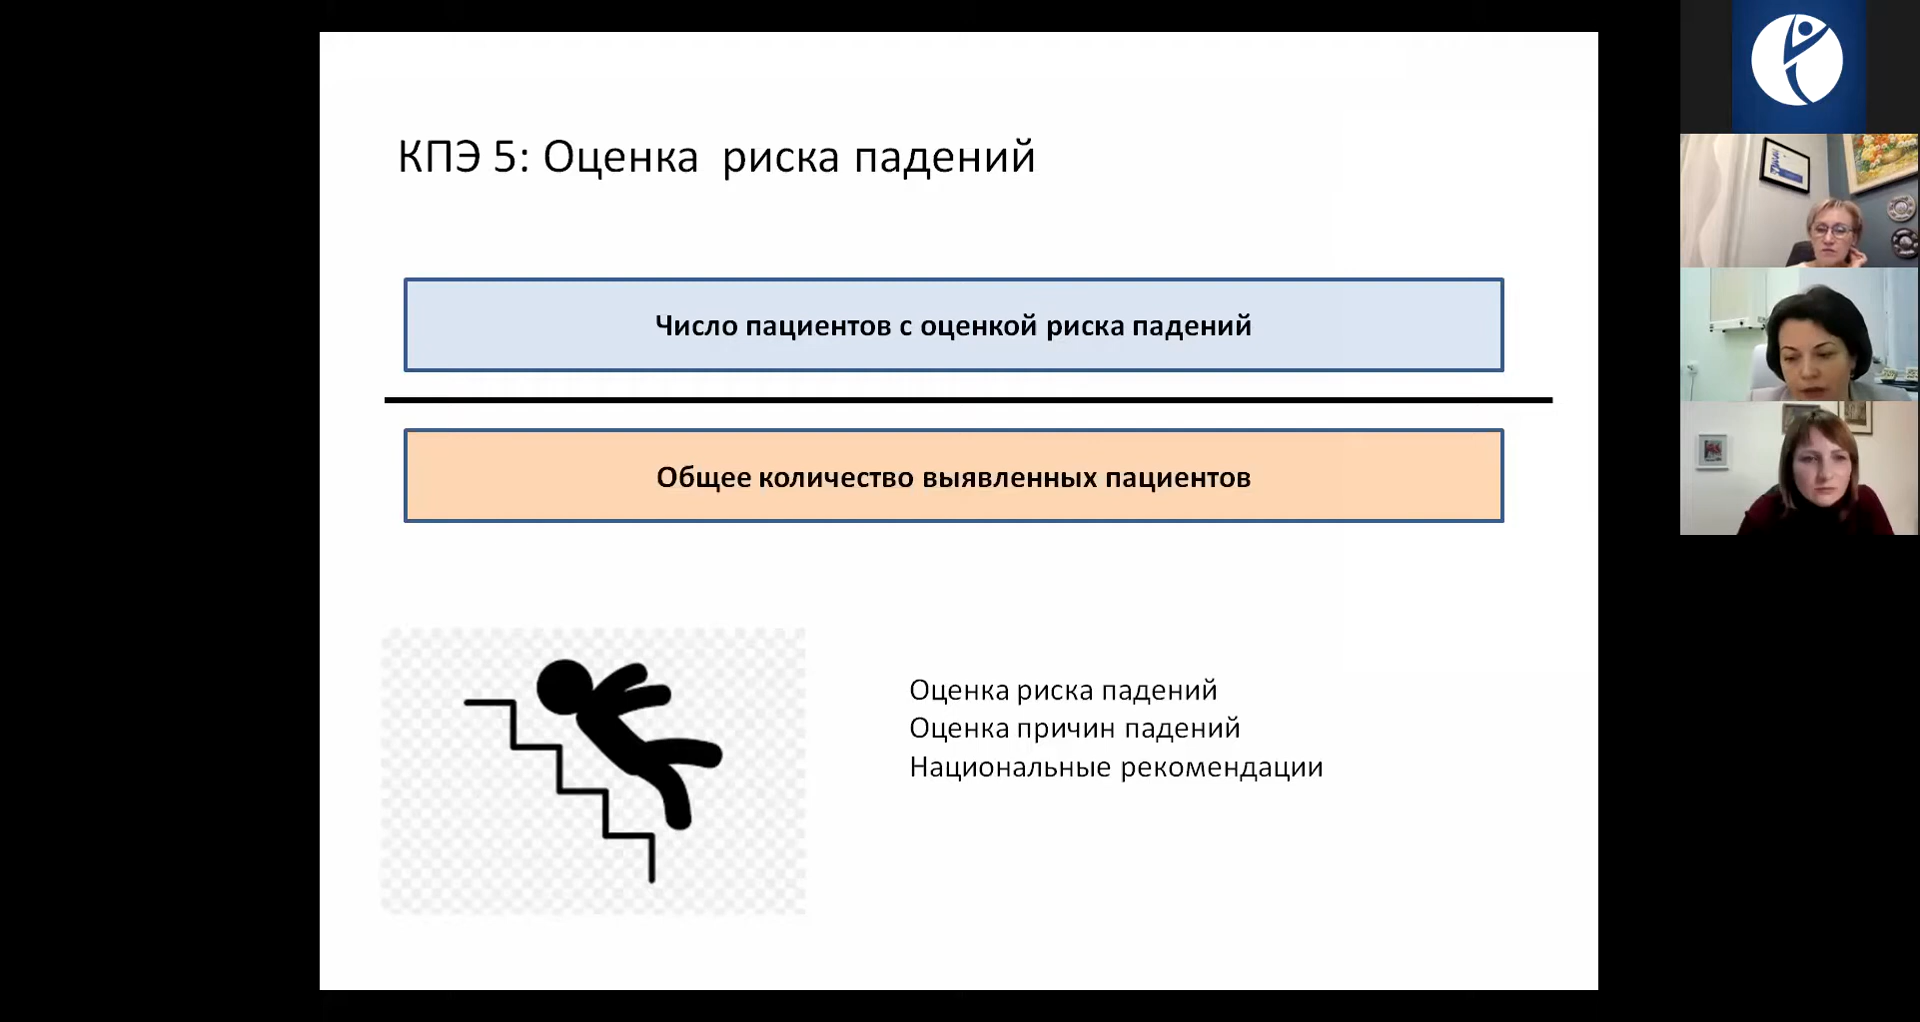 КПЭ 5: Оценка риска падений
Число пациентов с оценкой риска падений
Общее количество выявленных пациентов
Оценка риска падений
Оценка причин падений
Национальные рекомендации